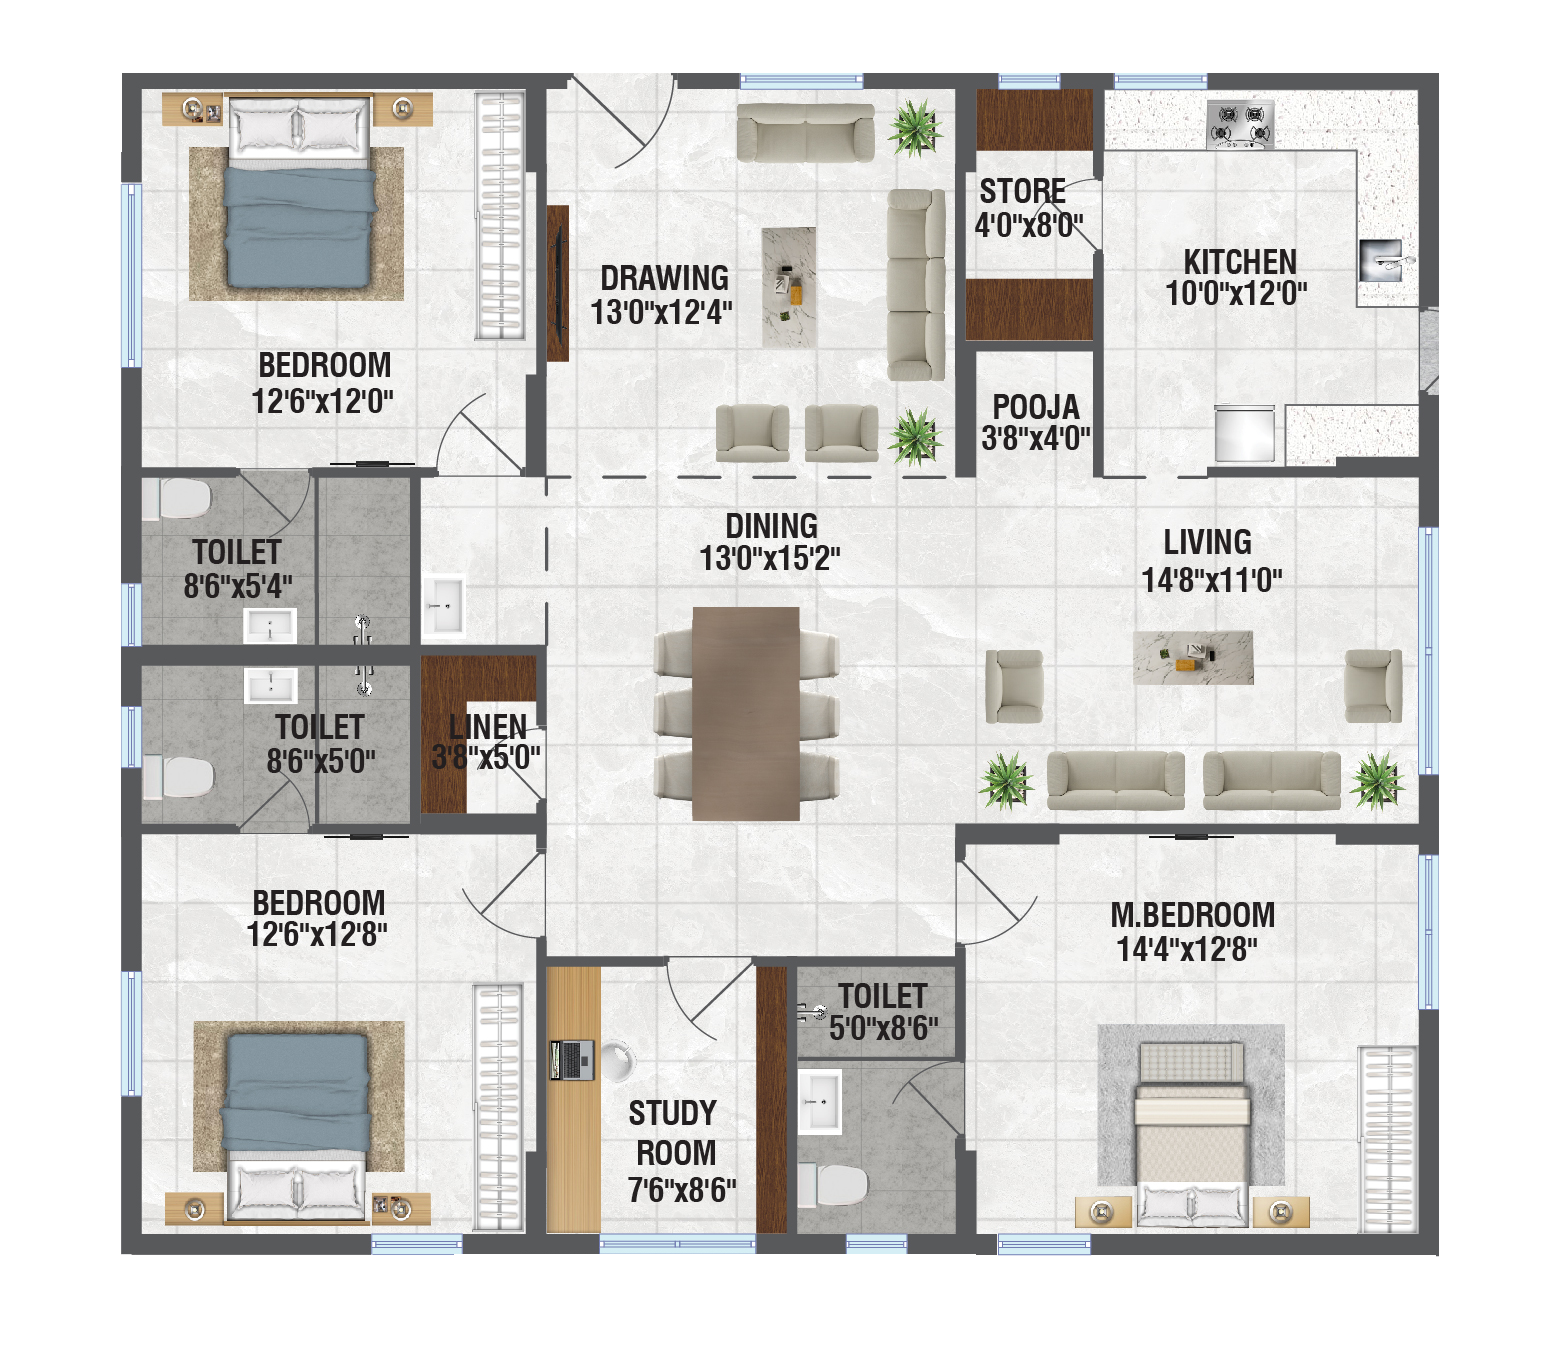 STORE
4'0"x8'0"
DRAWING
13'0"x12'4"
KITCHEN
10'0"x12'0"
BEDROOM
12'6"x12'0"
POOJA
3'8"x4'0"
DINING
13'0"x15'2"
LIVING
14'8"x11'0"
TOILET
8'6"x5'4"
TOILET
8'6"x5'0"
LINEN
3'8"x5'0"
BEDROOM
12'6"x12'8"
M.BEDROOM
14'4"x12'8"
TOILET
5'0"x8'6"
STUDY
ROOM
7'6"x8'6"